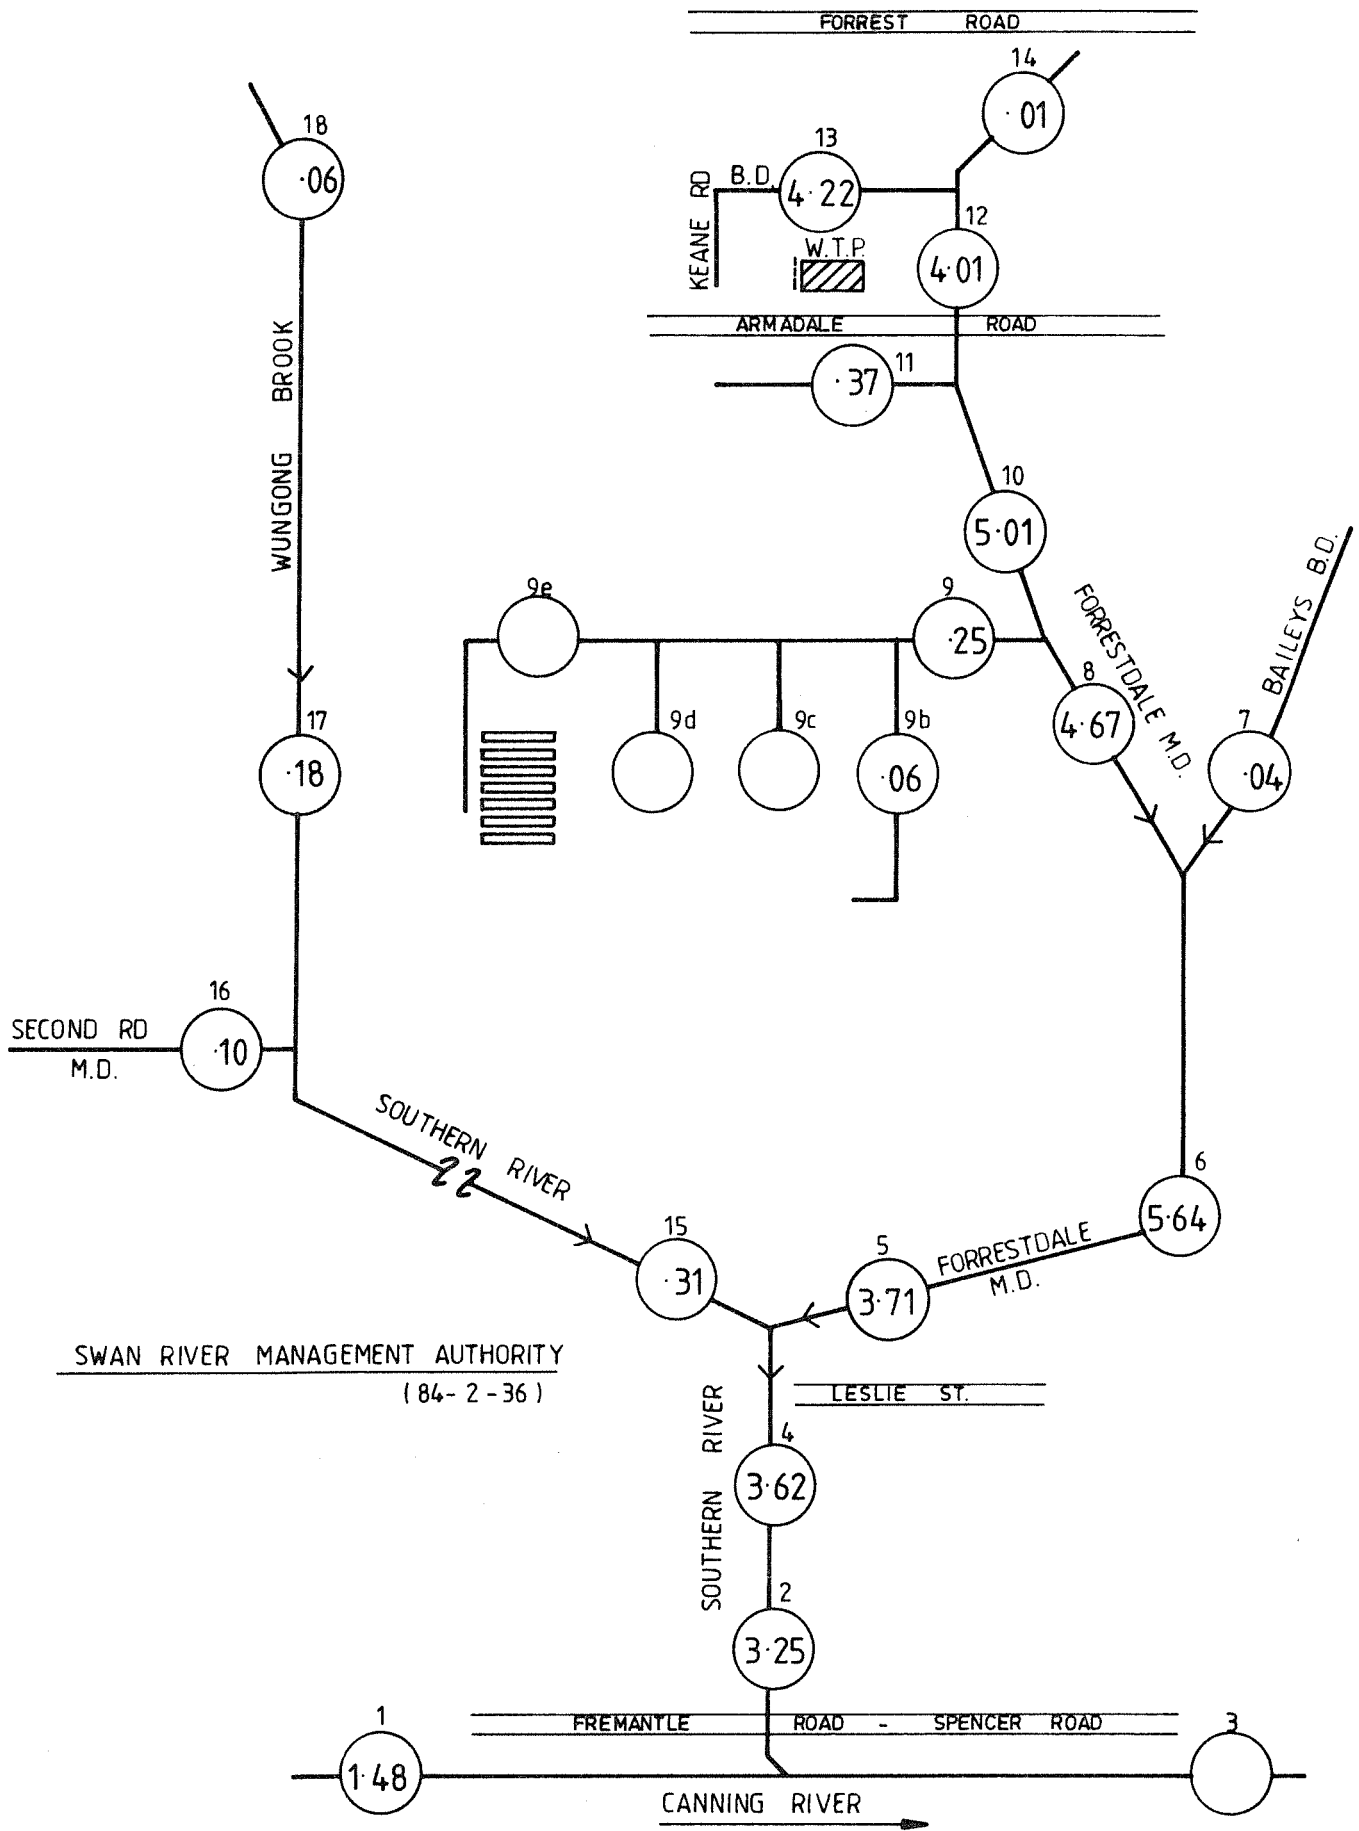 FORREST ROAD
14
·01
18
·06
13
B.D.
4·22
KEANE RD
12
W.T.P.
4·01
ARMADALE ROAD
11
·37
WUNGONG BROOK
10
5·01
BAILEYS B.D.
FORRESTDALE M.D.
9e
9
·25
8
4·67
9d
9c
9b
·06
7
·04
17
·18
16
SECOND RD
M.D.
·10
SOUTHERN RIVER
6
5·64
15
·31
5
3·71
FORRESTDALE
M.D.
SWAN RIVER MANAGEMENT AUTHORITY
(84-2-36)
LESLIE ST.
SOUTHERN RIVER
4
3·62
2
3·25
1
1·48
FREMANTLE ROAD - SPENCER ROAD
3
CANNING RIVER